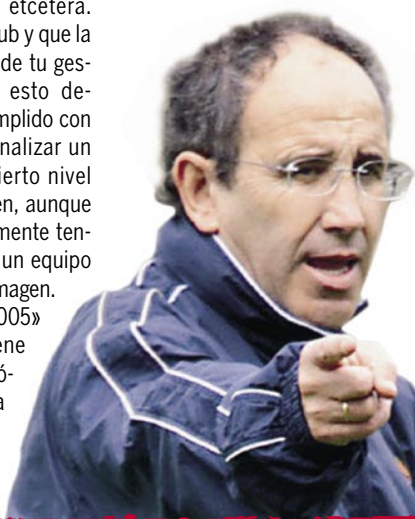 etcétera.
ub y que la
de tu ges-
esto de-
mplido con
nalizar un
ierto nivel
en, aunque
mente ten-
un equipo
magen.
005»
ene
ó-
a